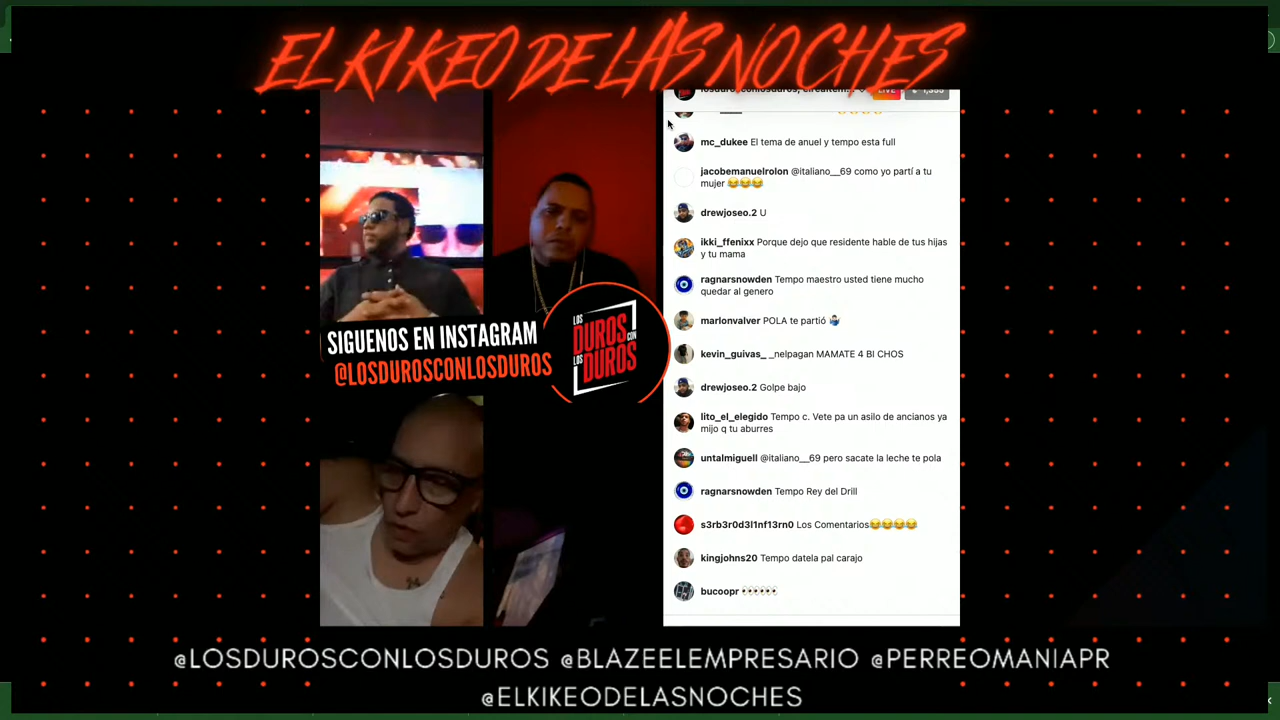 EL KIKEO DE LAS NOCHES
LIVE
mc_dukee El tema de anuel y tempo esta full
jacobemanuelrolon @italiano__69 como yo partí a tu
mujer 😂😂😂
drewjoseo.2 U
ikki_ffenixx Porque dejo que residente hable de tus hijas
y tu mama
ragnarsnowden Tempo maestro usted tiene mucho
quedar al genero
marlonvalver POLA te partió 🤷🏻‍♂️
kevin_guivas_ _nelpagan MAMATE 4 BI CHOS
drewjoseo.2 Golpe bajo
lito_el_elegido Tempo c. Vete pa un asilo de ancianos ya
mijo q tu aburres
untalmiguell @italiano__69 pero sacate la leche te pola
ragnarsnowden Tempo Rey del Drill
s3rb3r0d3l1nf13rn0 Los Comentarios😂😂😂😂
kingjohns20 Tempo datela pal carajo
bucoopr 👀👀👀
SIGUENOS EN INSTAGRAM
@LOSDUROSCONLOSDUROS
LOS
DUROS CON
LOS
DUROS
@LOSDUROSCONLOSDUROS @BLAZEELEMPRESARIO @PERREOMANIAPR
@ELKIKEODELASNOCHES